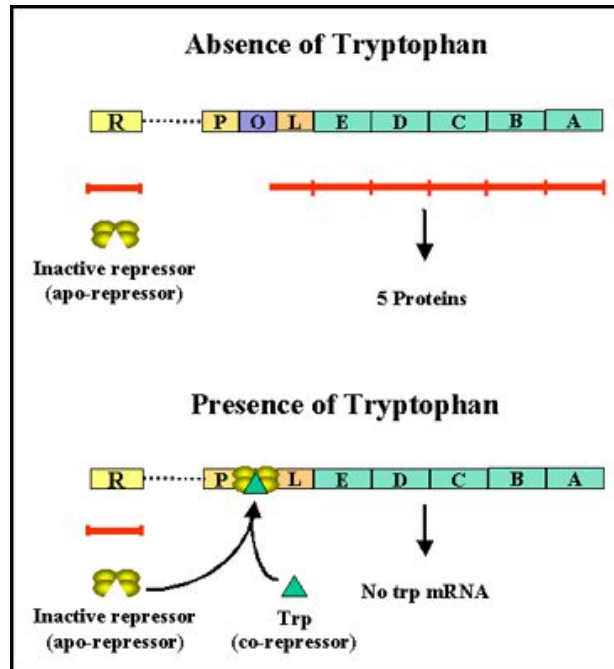 Absence of Tryptophan
R P O L E D C B A
Inactive repressor
(apo-repressor)
5 Proteins
Presence of Tryptophan
R P L E D C B A
No trp mRNA
Inactive repressor
(apo-repressor)
Trp
(co-repressor)